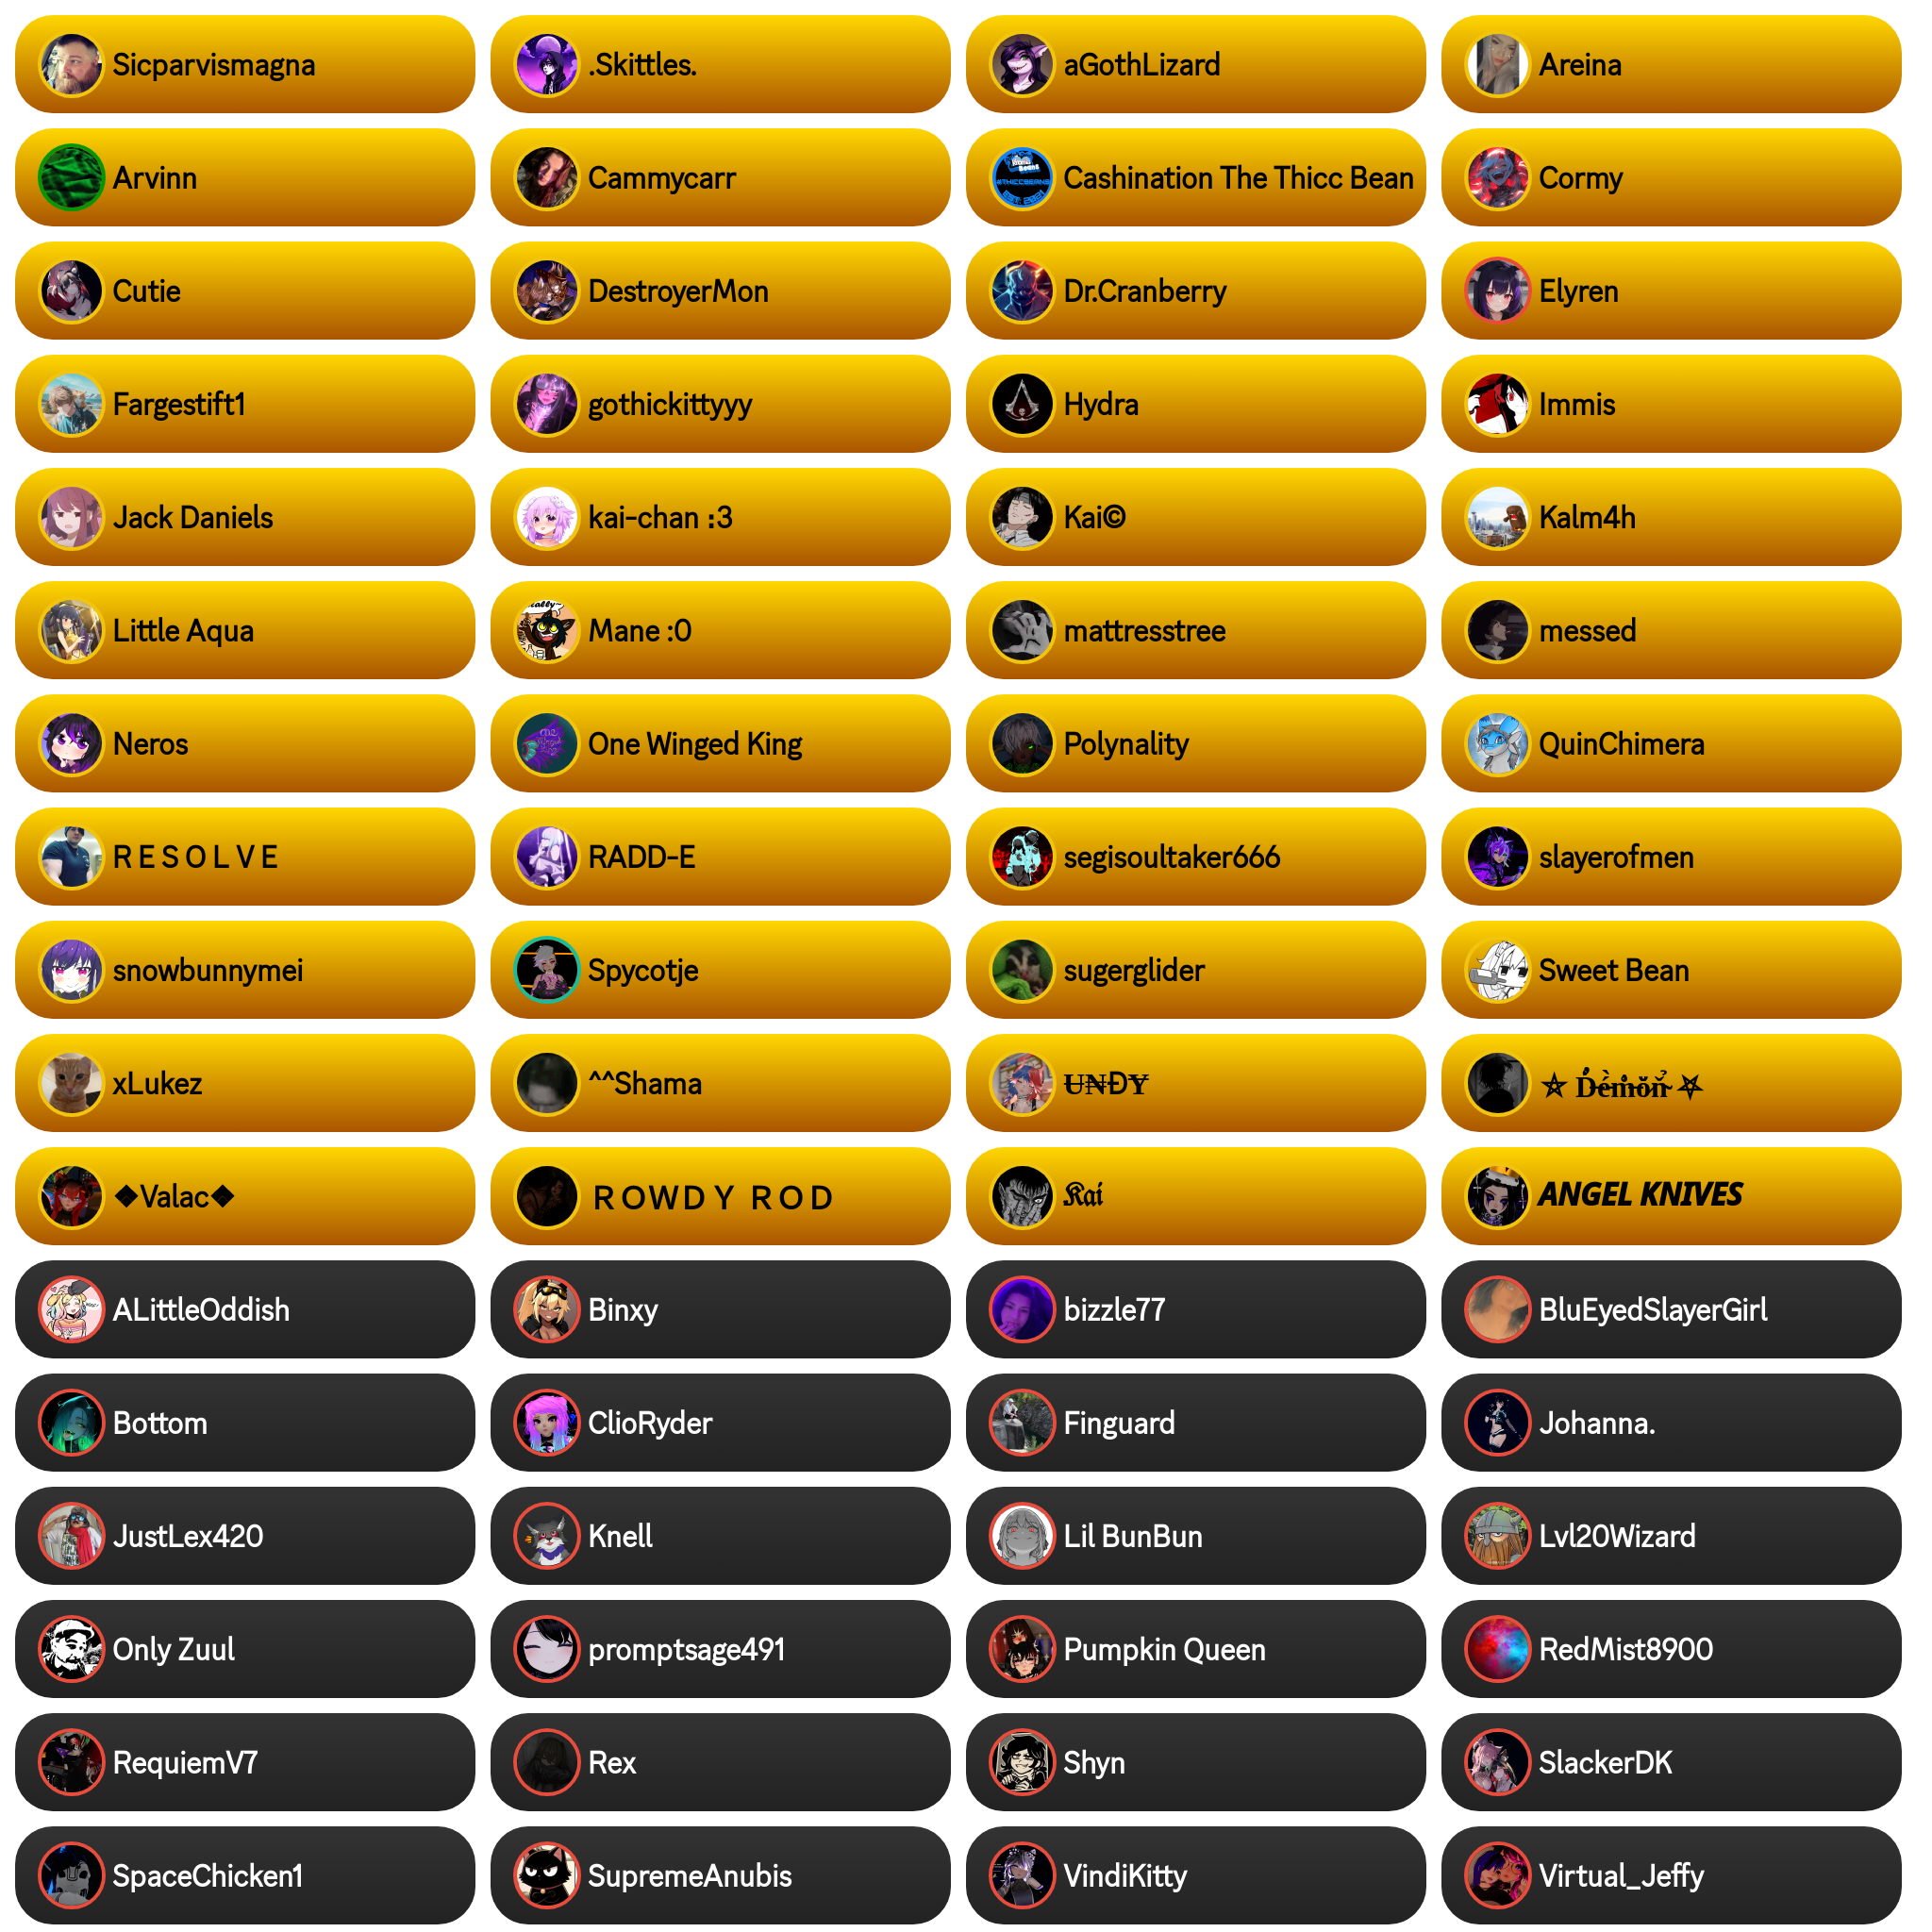 Sicparvismagna
.Skittles.
aGothLizard
Areina
Arvinn
Cammycarr
Cashination The Thicc Bean
Cormy
Cutie
DestroyerMon
Dr.Cranberry
Elyren
Fargestift1
gothickittyyy
Hydra
Immis
Jack Daniels
kai-chan :3
Kai©
Kalm4h
Little Aqua
Mane :0
mattresstree
messed
Neros
One Winged King
Polynality
QuinChimera
R E S O L V E
RADD-E
segisoultaker666
slayerofmen
snowbunnymei
Spycotje
sugerglider
Sweet Bean
xLukez
^^Shama
U̶N̶ĐY̶
⛤ D̴e̴m̴o̴n̴ ⛧
❖Valac❖
ＲＯＷＤＹ ＲＯＤ
𝕶𝖆𝖎
𝘼𝙉𝙂𝙀𝙇 𝙆𝙉𝙄𝙑𝙀𝙎
ALittleOddish
Binxy
bizzle77
BluEyedSlayerGirl
Bottom
ClioRyder
Finguard
Johanna.
JustLex420
Knell
Lil BunBun
Lvl20Wizard
Only Zuul
promptsage491
Pumpkin Queen
RedMist8900
RequiemV7
Rex
Shyn
SlackerDK
SpaceChicken1
SupremeAnubis
VindiKitty
Virtual_Jeffy